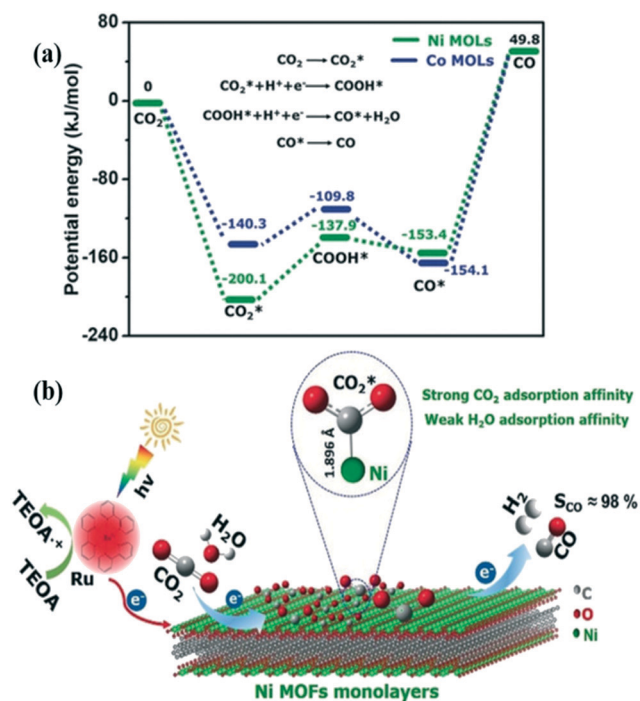 (a)
Potential energy (kJ/mol)
80
0
-80
-160
-240
Ni MOLs
Co MOLs
49.8
CO
0
CO₂
CO₂ → CO₂*
CO₂*+H⁺+e⁻ → COOH*
COOH*+H⁺+e⁻ → CO*+H₂O
CO* → CO
-140.3
-109.8
-137.9
-153.4
COOH*
-200.1
CO₂*
CO*
-154.1
(b)
CO₂*
1.896 Å
Ni
Strong CO₂ adsorption affinity
Weak H₂O adsorption affinity
hν
TEOA·+
TEOA
Ru
e⁻
CO₂
H₂O
e⁻
e⁻
H₂
CO
S_CO ≈ 98 %
C
O
Ni
Ni MOFs monolayers